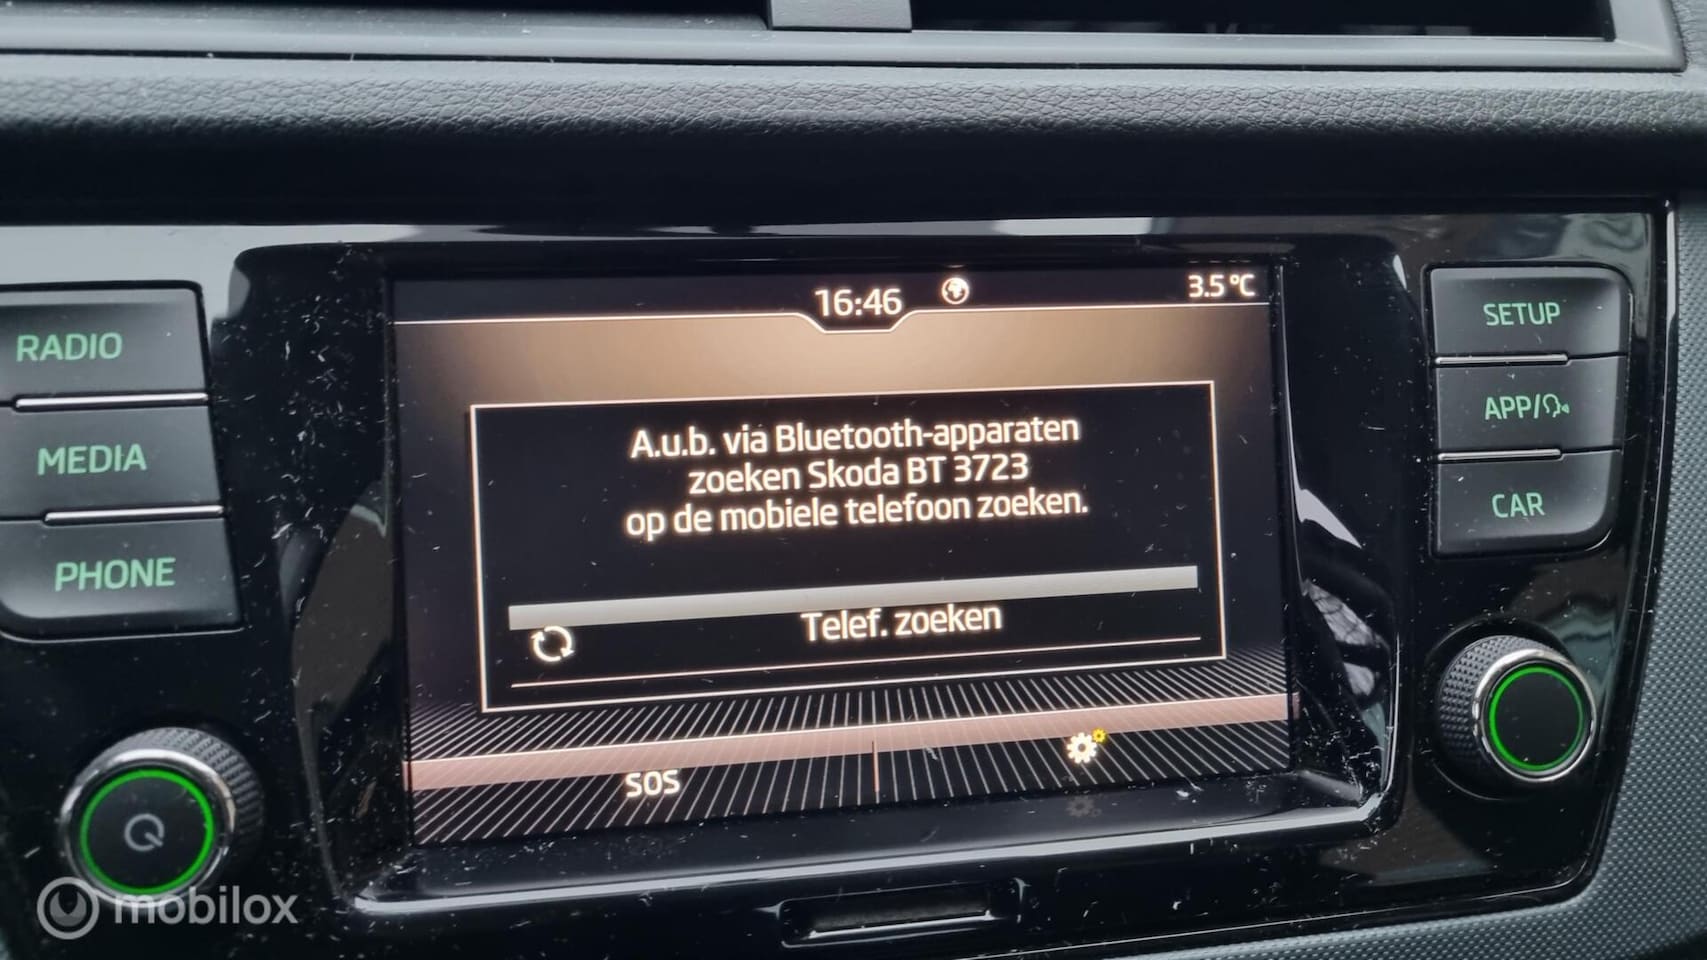 16:46
3.5°C
RADIO
MEDIA
PHONE
SETUP
APP/
CAR
A.u.b. via Bluetooth-apparaten
zoeken Skoda BT 3723
op de mobiele telefoon zoeken.
Telef. zoeken
SOS
mobilox